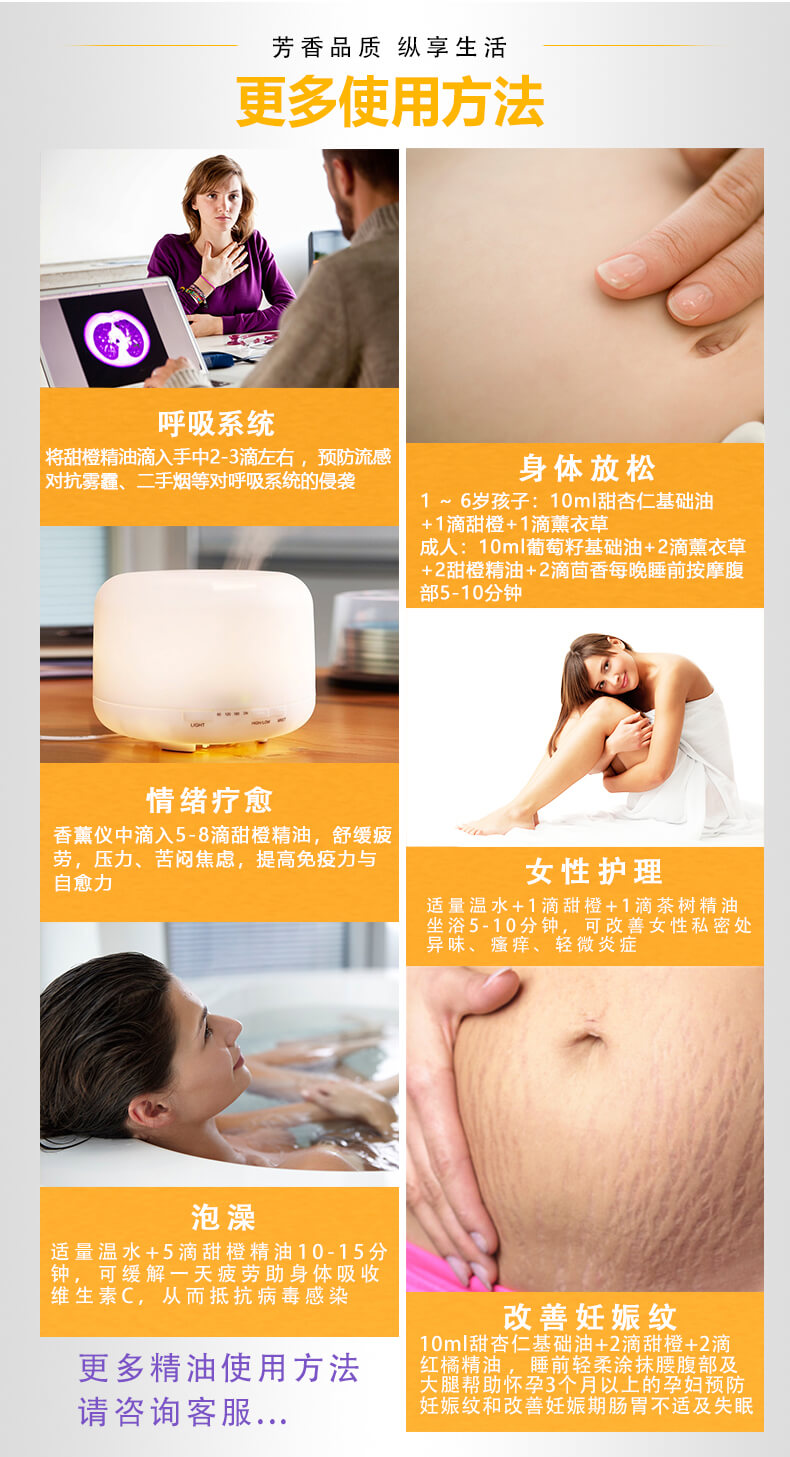 芳香品质 纵享生活
更多使用方法
呼吸系统
将甜橙精油滴入手中2-3滴左右，预防流感
对抗雾霾、二手烟等对呼吸系统的侵袭
情绪疗愈
香薰仪中滴入5-8滴甜橙精油，舒缓疲
劳，压力、苦闷焦虑，提高免疫力与
自愈力
泡澡
适量温水+5滴甜橙精油10-15分
钟，可缓解一天疲劳助身体吸收
维生素C，从而抵抗病毒感染
更多精油使用方法
请咨询客服...
身体放松
1 ~ 6岁孩子：10ml甜杏仁基础油
+1滴甜橙+1滴薰衣草
成人：10ml葡萄籽基础油+2滴薰衣草
+2甜橙精油+2滴茴香每晚睡前按摩腹
部5-10分钟
女性护理
适量温水+1滴甜橙+1滴茶树精油
坐浴5-10分钟，可改善女性私密处
异味、瘙痒、轻微炎症
改善妊娠纹
10ml甜杏仁基础油+2滴甜橙+2滴
红橘精油，睡前轻柔涂抹腰腹部及
大腿帮助怀孕3个月以上的孕妇预防
妊娠纹和改善妊娠期肠胃不适及失眠
LIGHT
HIGH/LOW